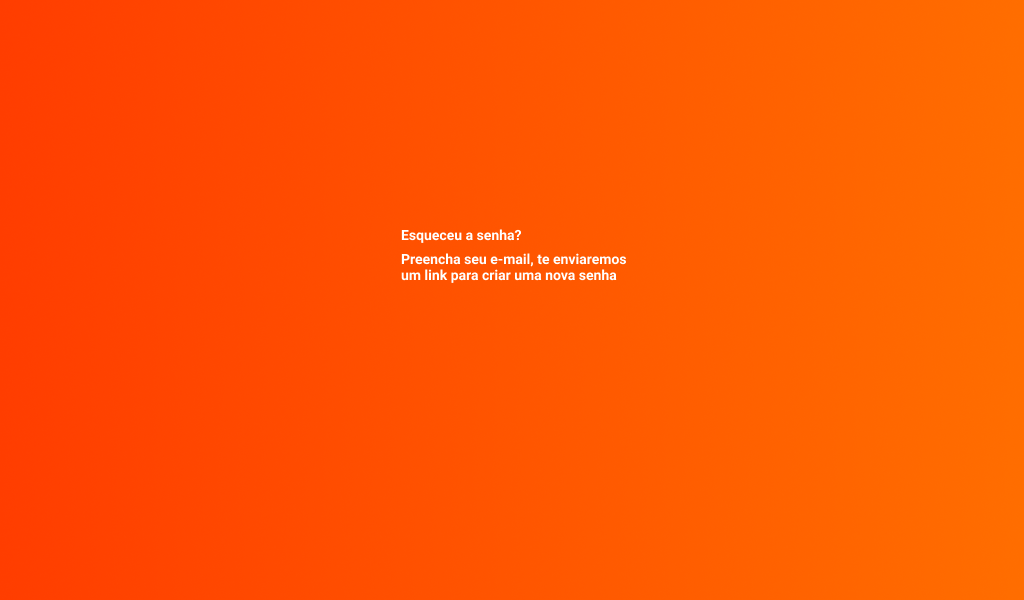 Esqueceu a senha?
Preencha seu e-mail, te enviaremos
um link para criar uma nova senha